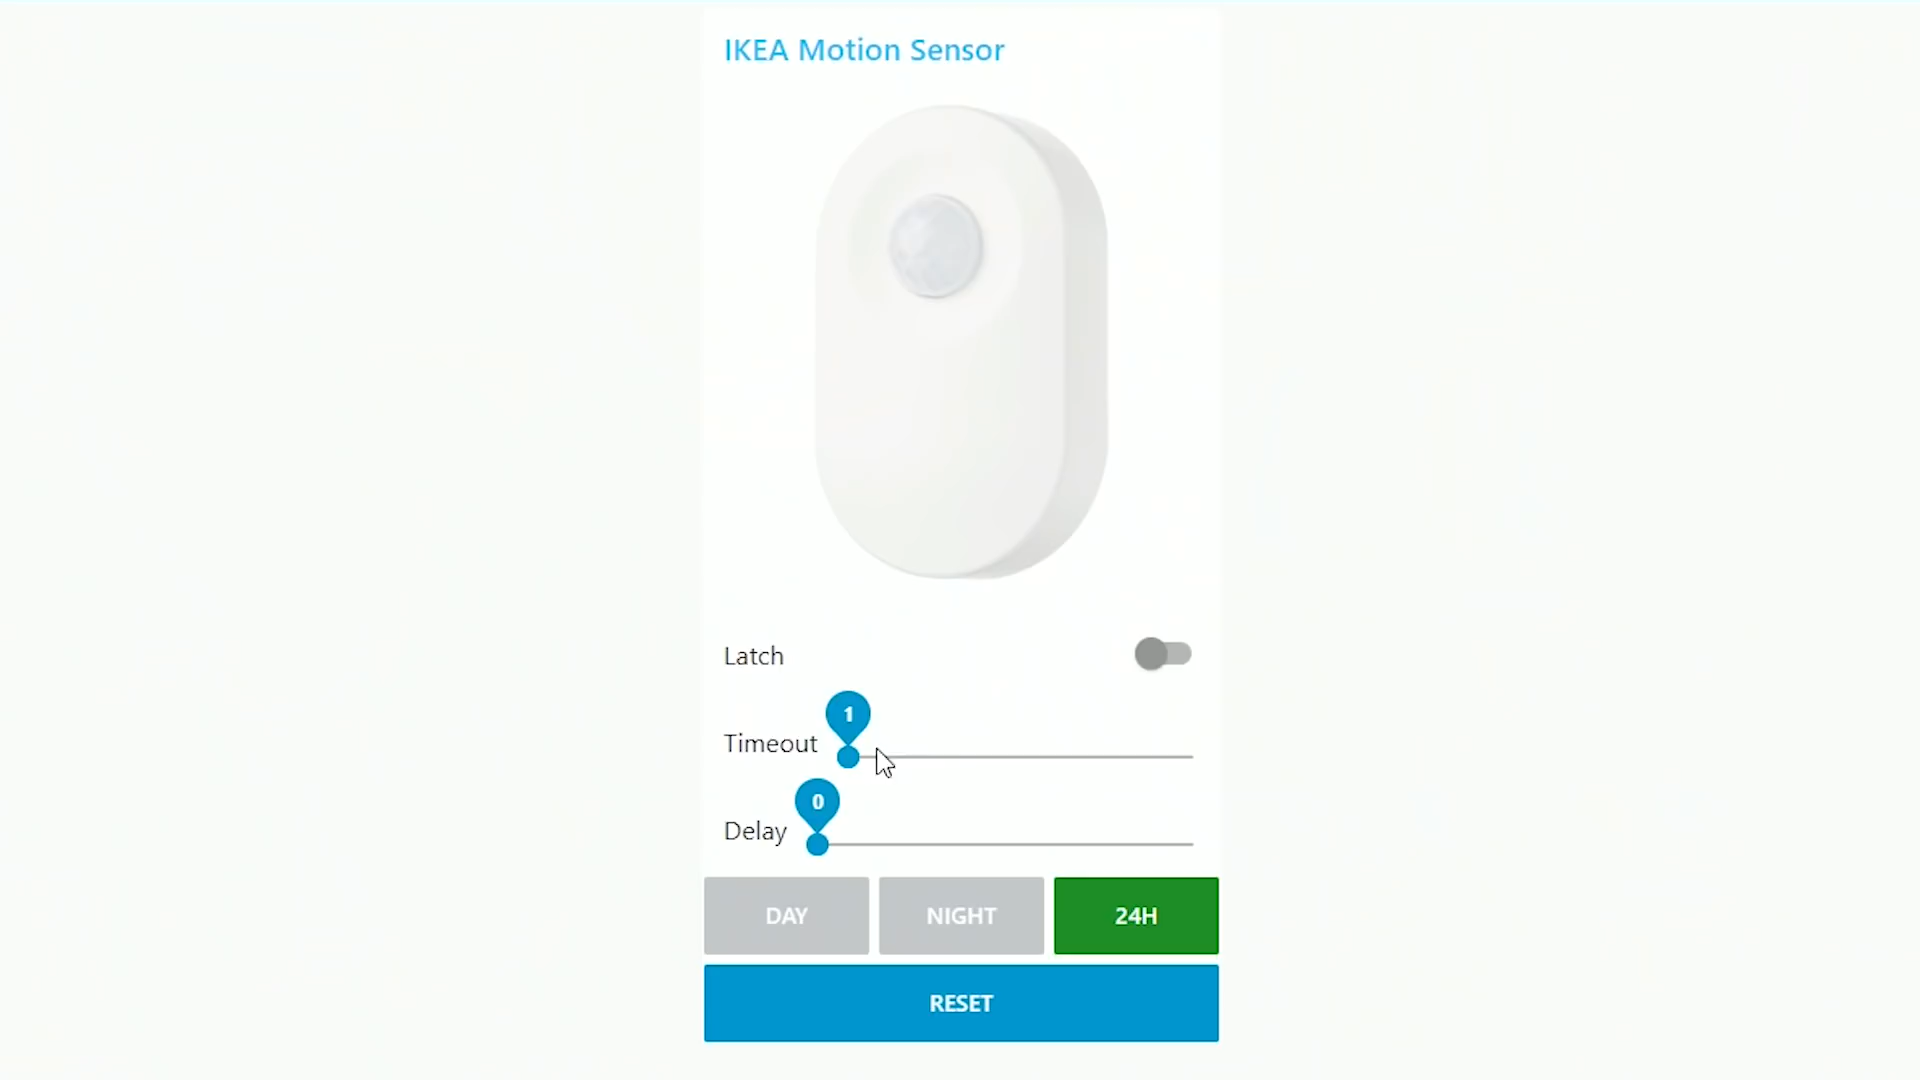 IKEA Motion Sensor
Latch
1
Timeout
0
Delay
DAY NIGHT 24H
RESET